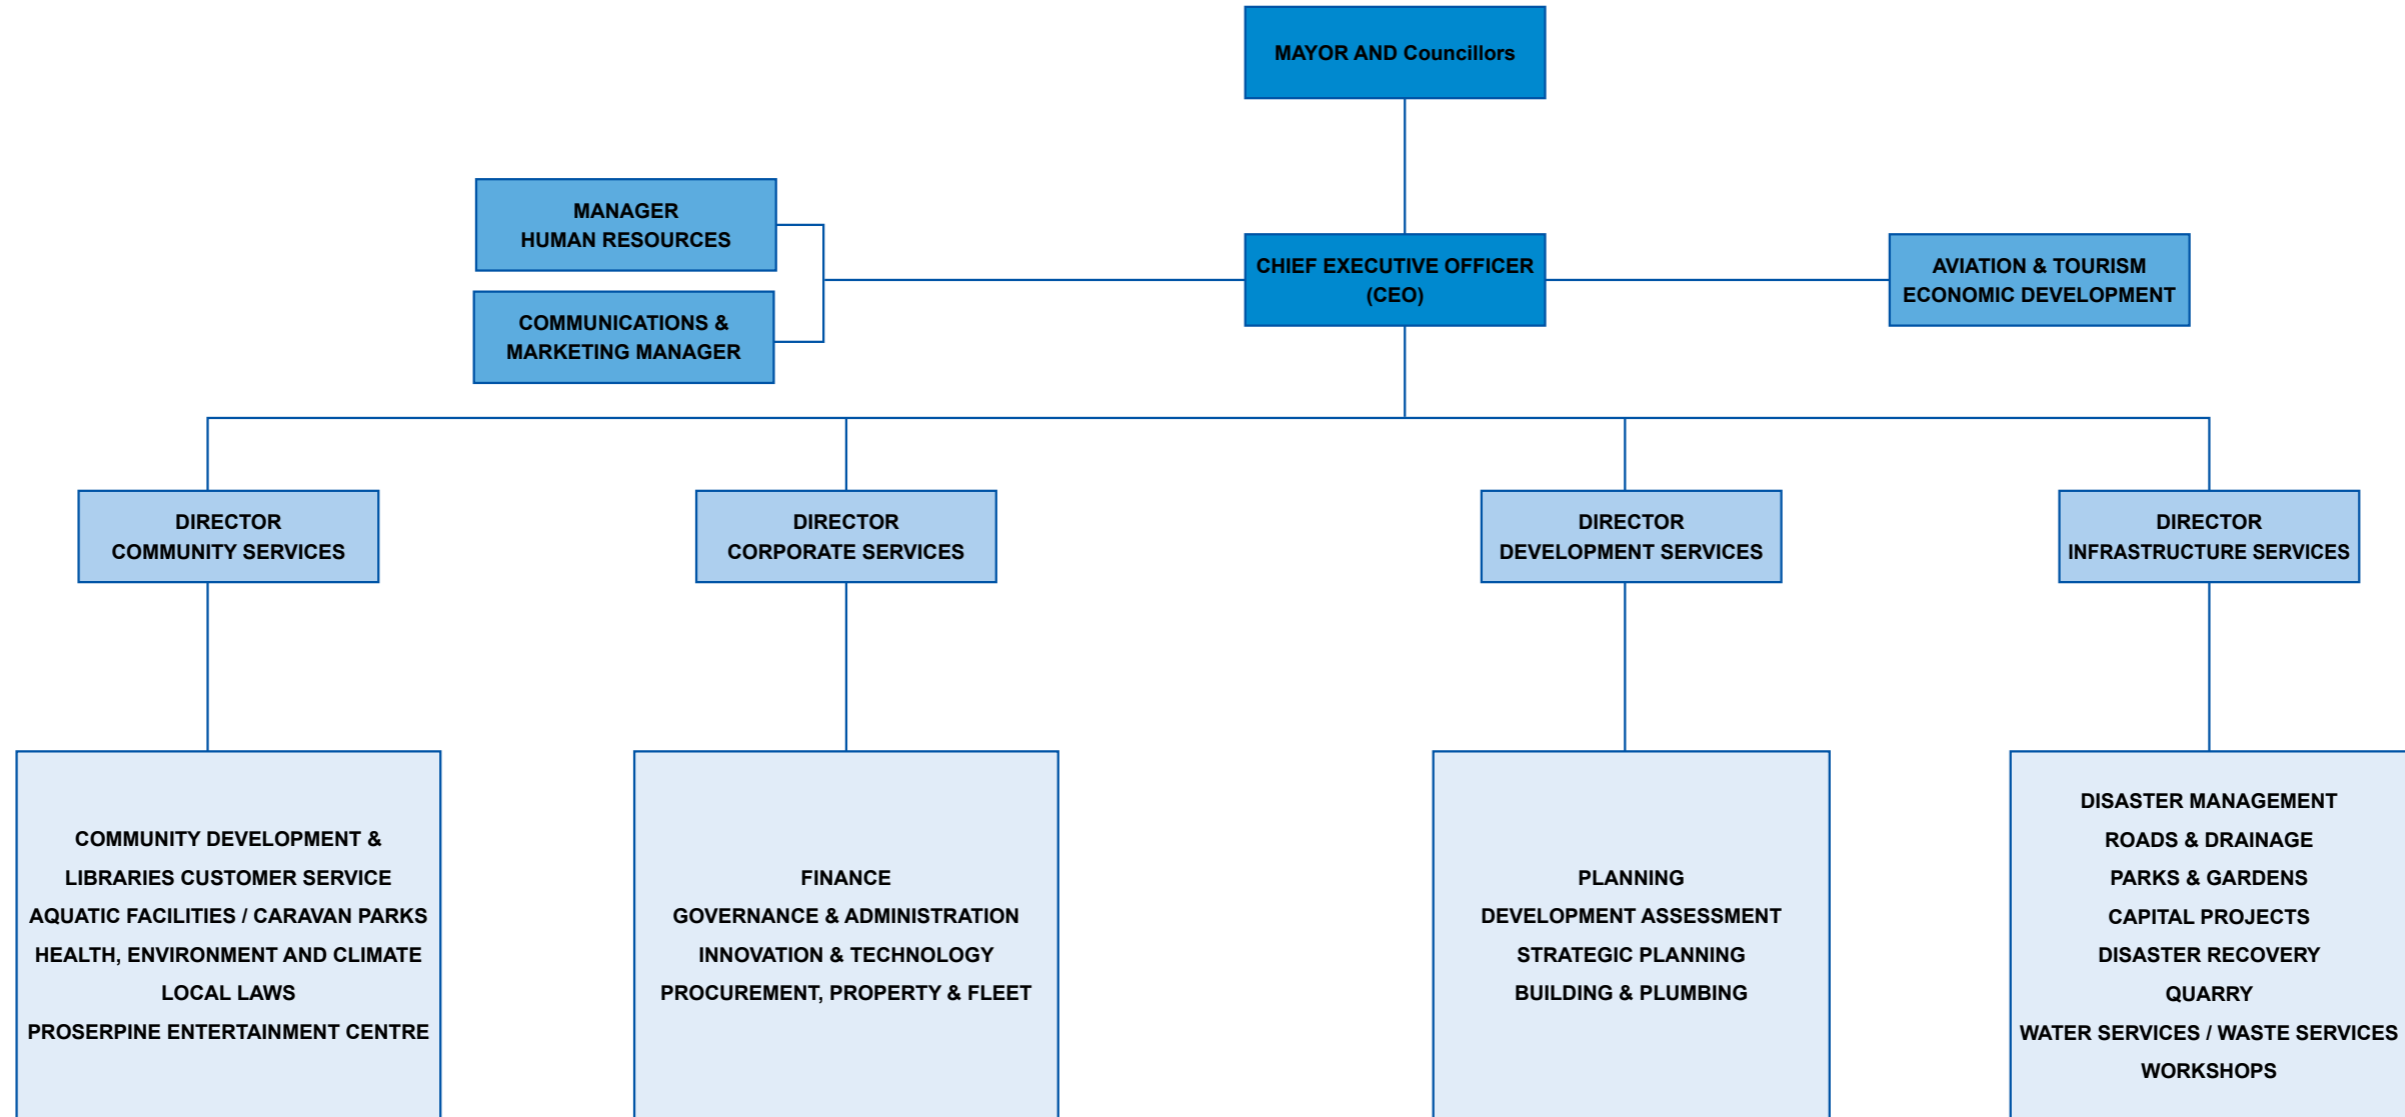 MAYOR AND Councillors
MANAGER
HUMAN RESOURCES
CHIEF EXECUTIVE OFFICER
(CEO)
AVIATION & TOURISM
ECONOMIC DEVELOPMENT
COMMUNICATIONS &
MARKETING MANAGER
DIRECTOR
COMMUNITY SERVICES
DIRECTOR
CORPORATE SERVICES
DIRECTOR
DEVELOPMENT SERVICES
DIRECTOR
INFRASTRUCTURE SERVICES
COMMUNITY DEVELOPMENT &
LIBRARIES CUSTOMER SERVICE
AQUATIC FACILITIES / CARAVAN PARKS
HEALTH, ENVIRONMENT AND CLIMATE
LOCAL LAWS
PROSERPINE ENTERTAINMENT CENTRE
FINANCE
GOVERNANCE & ADMINISTRATION
INNOVATION & TECHNOLOGY
PROCUREMENT, PROPERTY & FLEET
PLANNING
DEVELOPMENT ASSESSMENT
STRATEGIC PLANNING
BUILDING & PLUMBING
DISASTER MANAGEMENT
ROADS & DRAINAGE
PARKS & GARDENS
CAPITAL PROJECTS
DISASTER RECOVERY
QUARRY
WATER SERVICES / WASTE SERVICES
WORKSHOPS